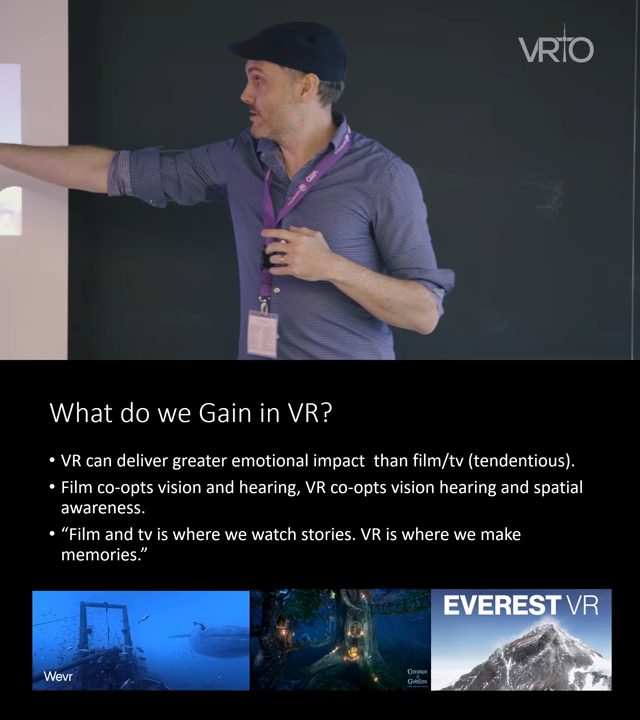 VRTO
What do we Gain in VR?
• VR can deliver greater emotional impact than film/tv (tendentious).
• Film co-opts vision and hearing, VR co-opts vision hearing and spatial
awareness.
• “Film and tv is where we watch stories. VR is where we make
memories.”
EVEREST VR
Wevr
Gnomes
&
Goblins